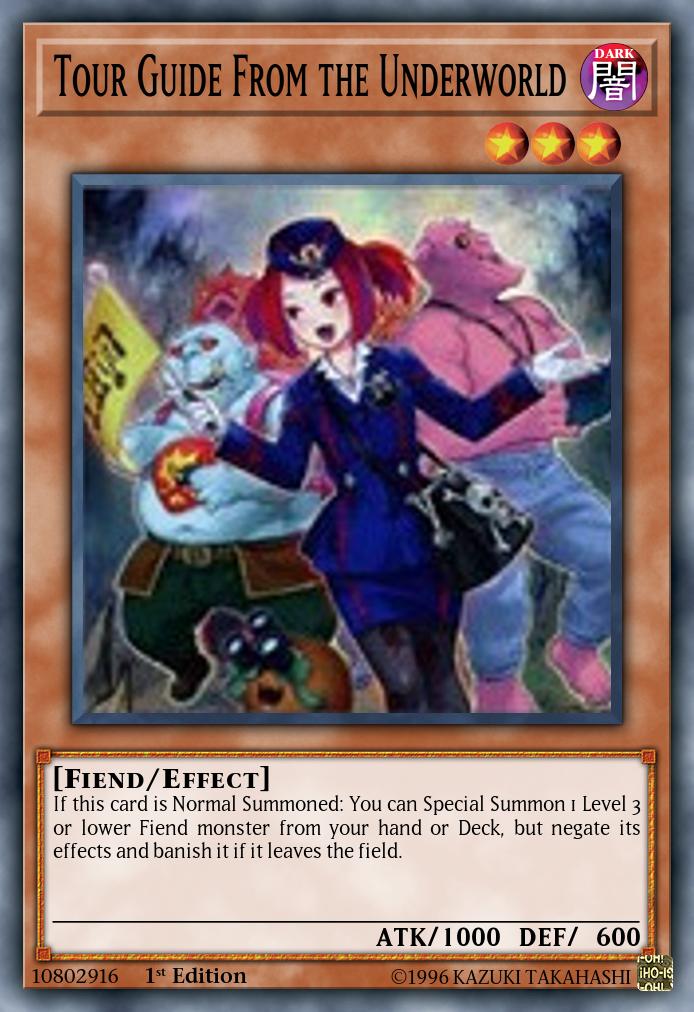 Tour Guide From the Underworld
DARK
闇
[Fiend/Effect]
If this card is Normal Summoned: You can Special Summon 1 Level 3
or lower Fiend monster from your hand or Deck, but negate its
effects and banish it if it leaves the field.
ATK/1000 DEF/ 600
10802916 1st Edition ©1996 KAZUKI TAKAHASHI